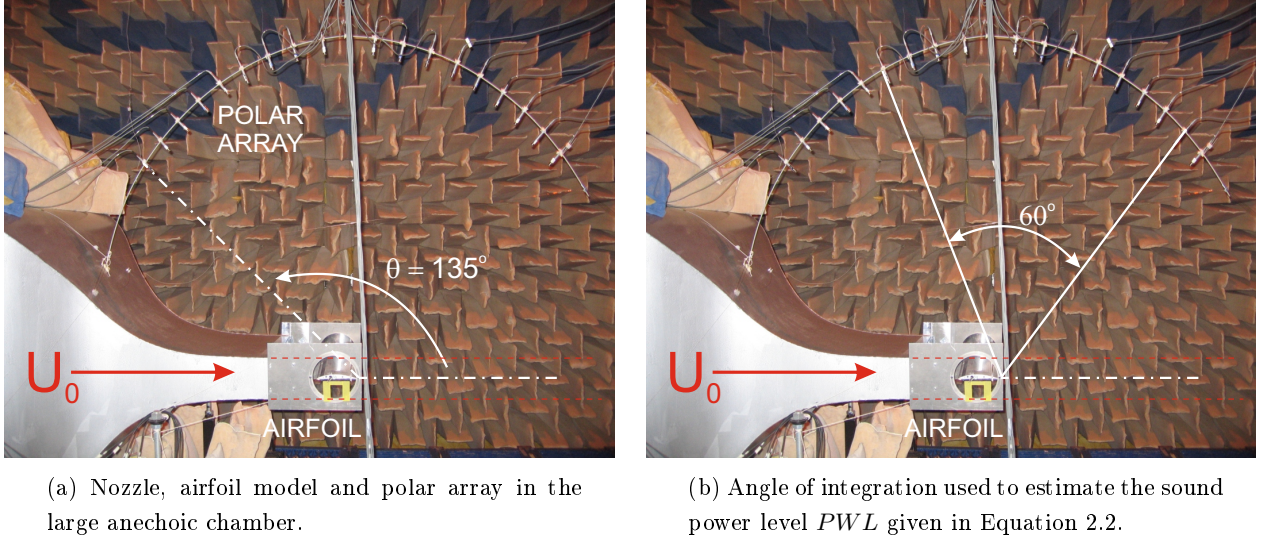 POLAR
ARRAY
θ = 135°
U₀
AIRFOIL
(a) Nozzle, airfoil model and polar array in the
large anechoic chamber.
60°
U₀
AIRFOIL
(b) Angle of integration used to estimate the sound
power level PWL given in Equation 2.2.